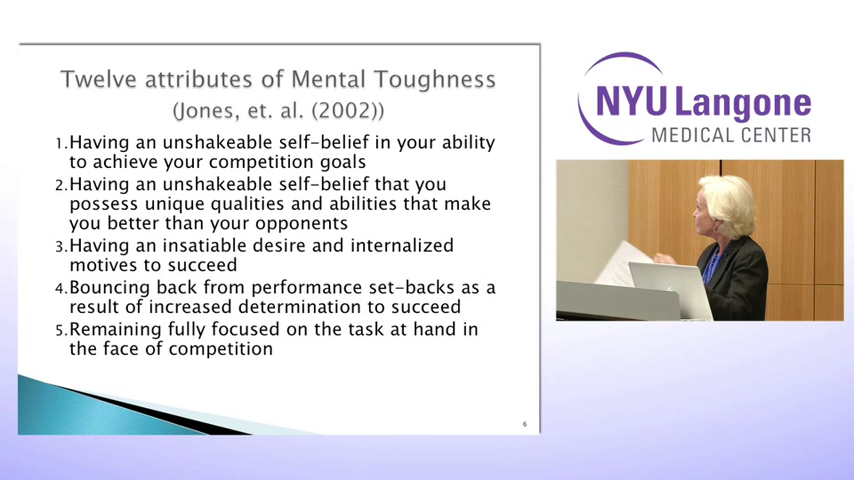 Twelve attributes of Mental Toughness
(Jones, et. al. (2002))
1.Having an unshakeable self-belief in your ability
to achieve your competition goals
2.Having an unshakeable self-belief that you
possess unique qualities and abilities that make
you better than your opponents
3.Having an insatiable desire and internalized
motives to succeed
4.Bouncing back from performance set-backs as a
result of increased determination to succeed
5.Remaining fully focused on the task at hand in
the face of competition
6
NYU Langone
MEDICAL CENTER